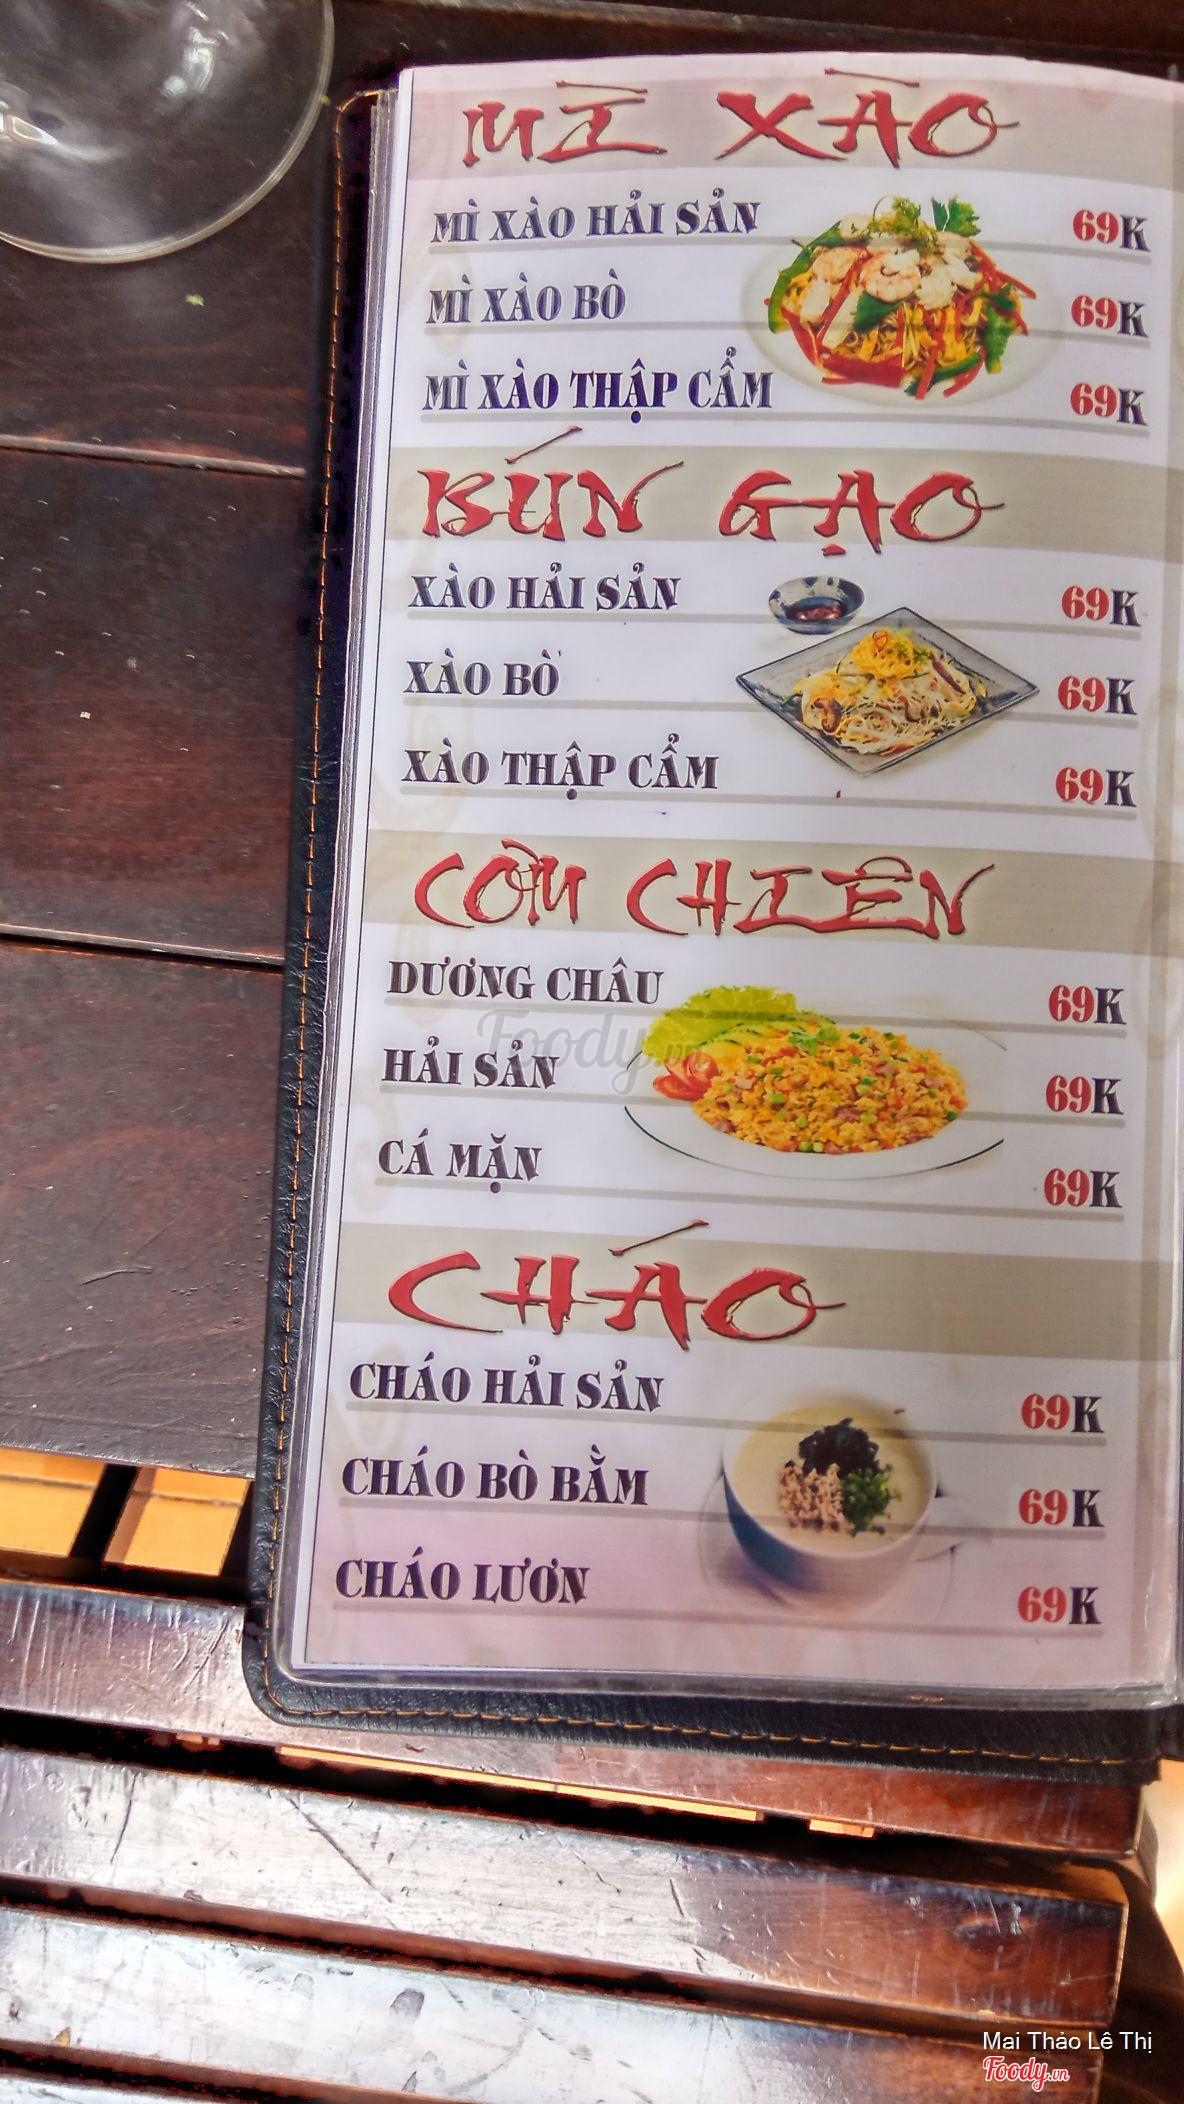 MÌ XÀO
MÌ XÀO HẢI SẢN 69K
MÌ XÀO BÒ 69K
MÌ XÀO THẬP CẨM 69K
BÚN GẠO
XÀO HẢI SẢN 69K
XÀO BÒ 69K
XÀO THẬP CẨM 69K
CƠM CHIÊN
DƯƠNG CHÂU 69K
HẢI SẢN 69K
CÁ MẶN 69K
Foody.vn
CHÁO
CHÁO HẢI SẢN 69K
CHÁO BÒ BẰM 69K
CHÁO LƯƠN 69K
Mai Thảo Lê Thị
Foody.vn